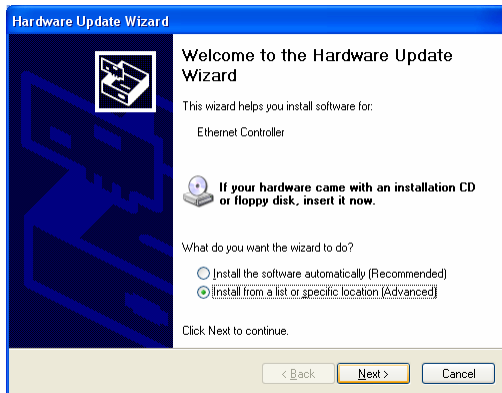 Hardware Update Wizard
Welcome to the Hardware Update
Wizard
This wizard helps you install software for:
Ethernet Controller
If your hardware came with an installation CD
or floppy disk, insert it now.
What do you want the wizard to do?
Install the software automatically (Recommended)
Install from a list or specific location (Advanced)
Click Next to continue.
< Back
Next >
Cancel